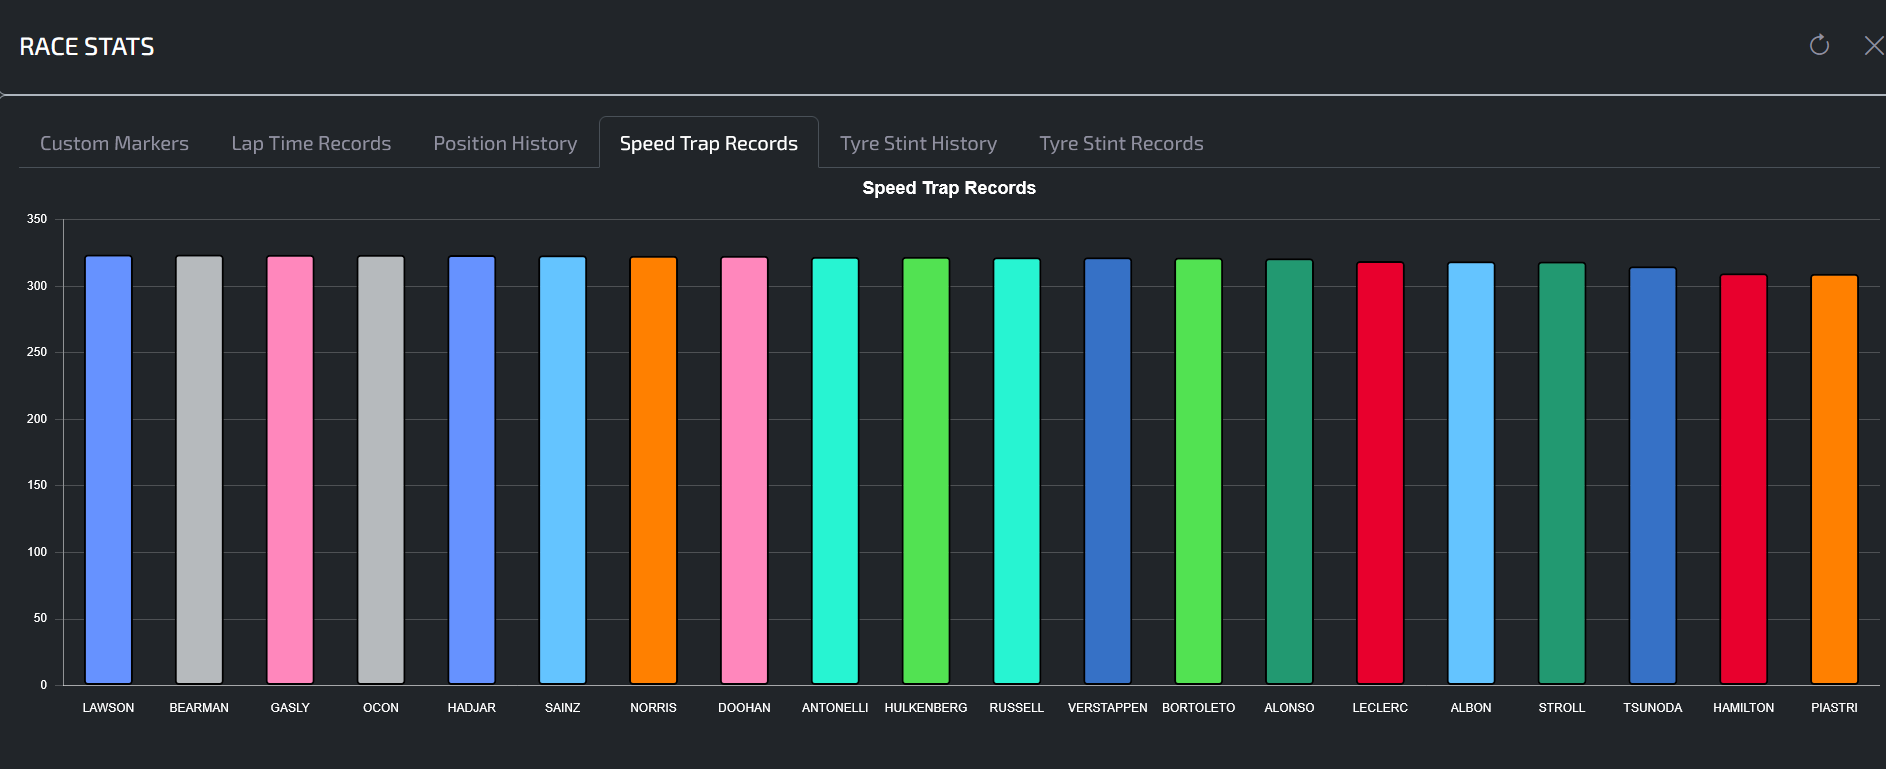 RACE STATS
Custom Markers Lap Time Records Position History Speed Trap Records Tyre Stint History Tyre Stint Records
Speed Trap Records
350
300
250
200
150
100
50
0
LAWSON BEARMAN GASLY OCON HADJAR SAINZ NORRIS DOOHAN ANTONELLI HULKENBERG RUSSELL VERSTAPPEN BORTOLETO ALONSO LECLERC ALBON STROLL TSUNODA HAMILTON PIASTRI